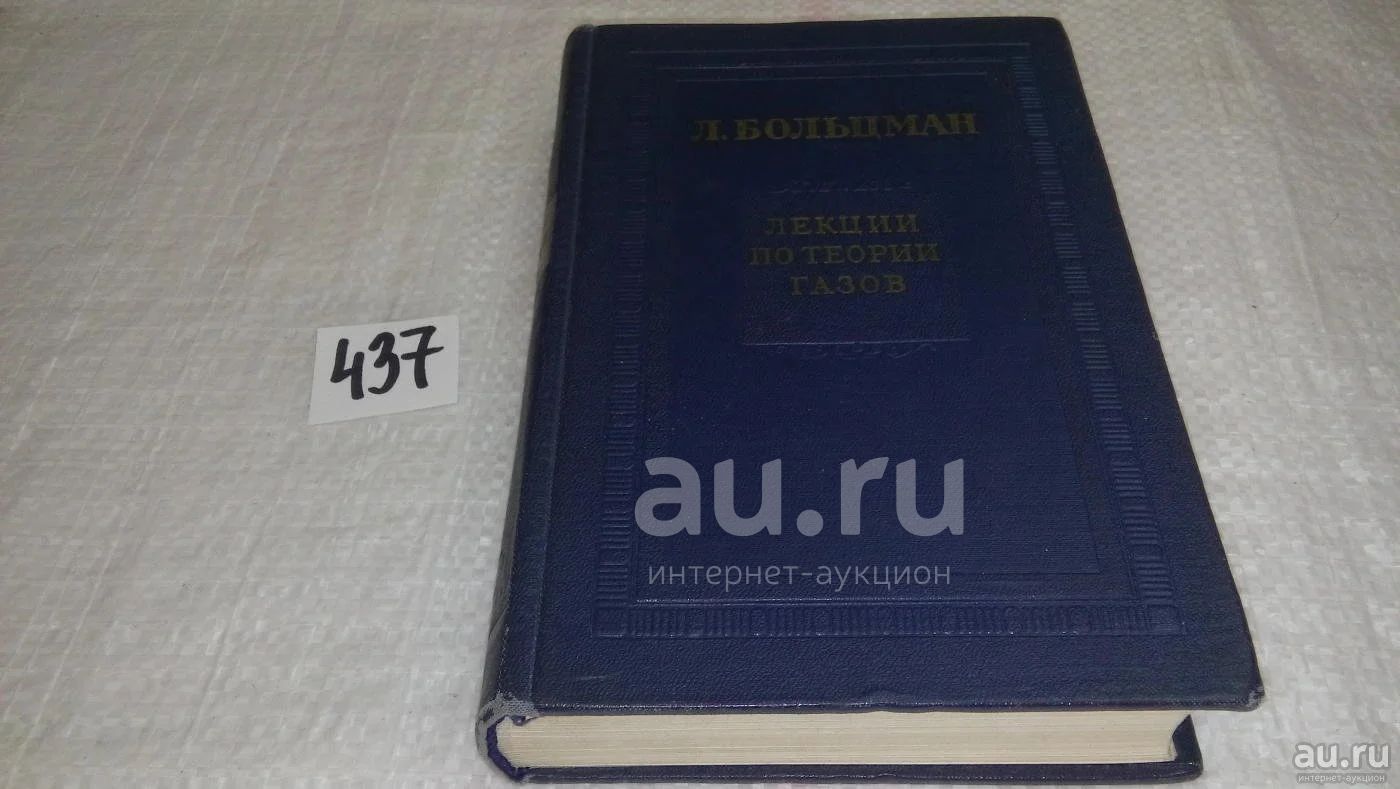 Л. БОЛЬЦМАН
ЛЕКЦИИ
ПО ТЕОРИИ
ГАЗОВ
437
au.ru
интернет-аукцион
au.ru
интернет-аукцион